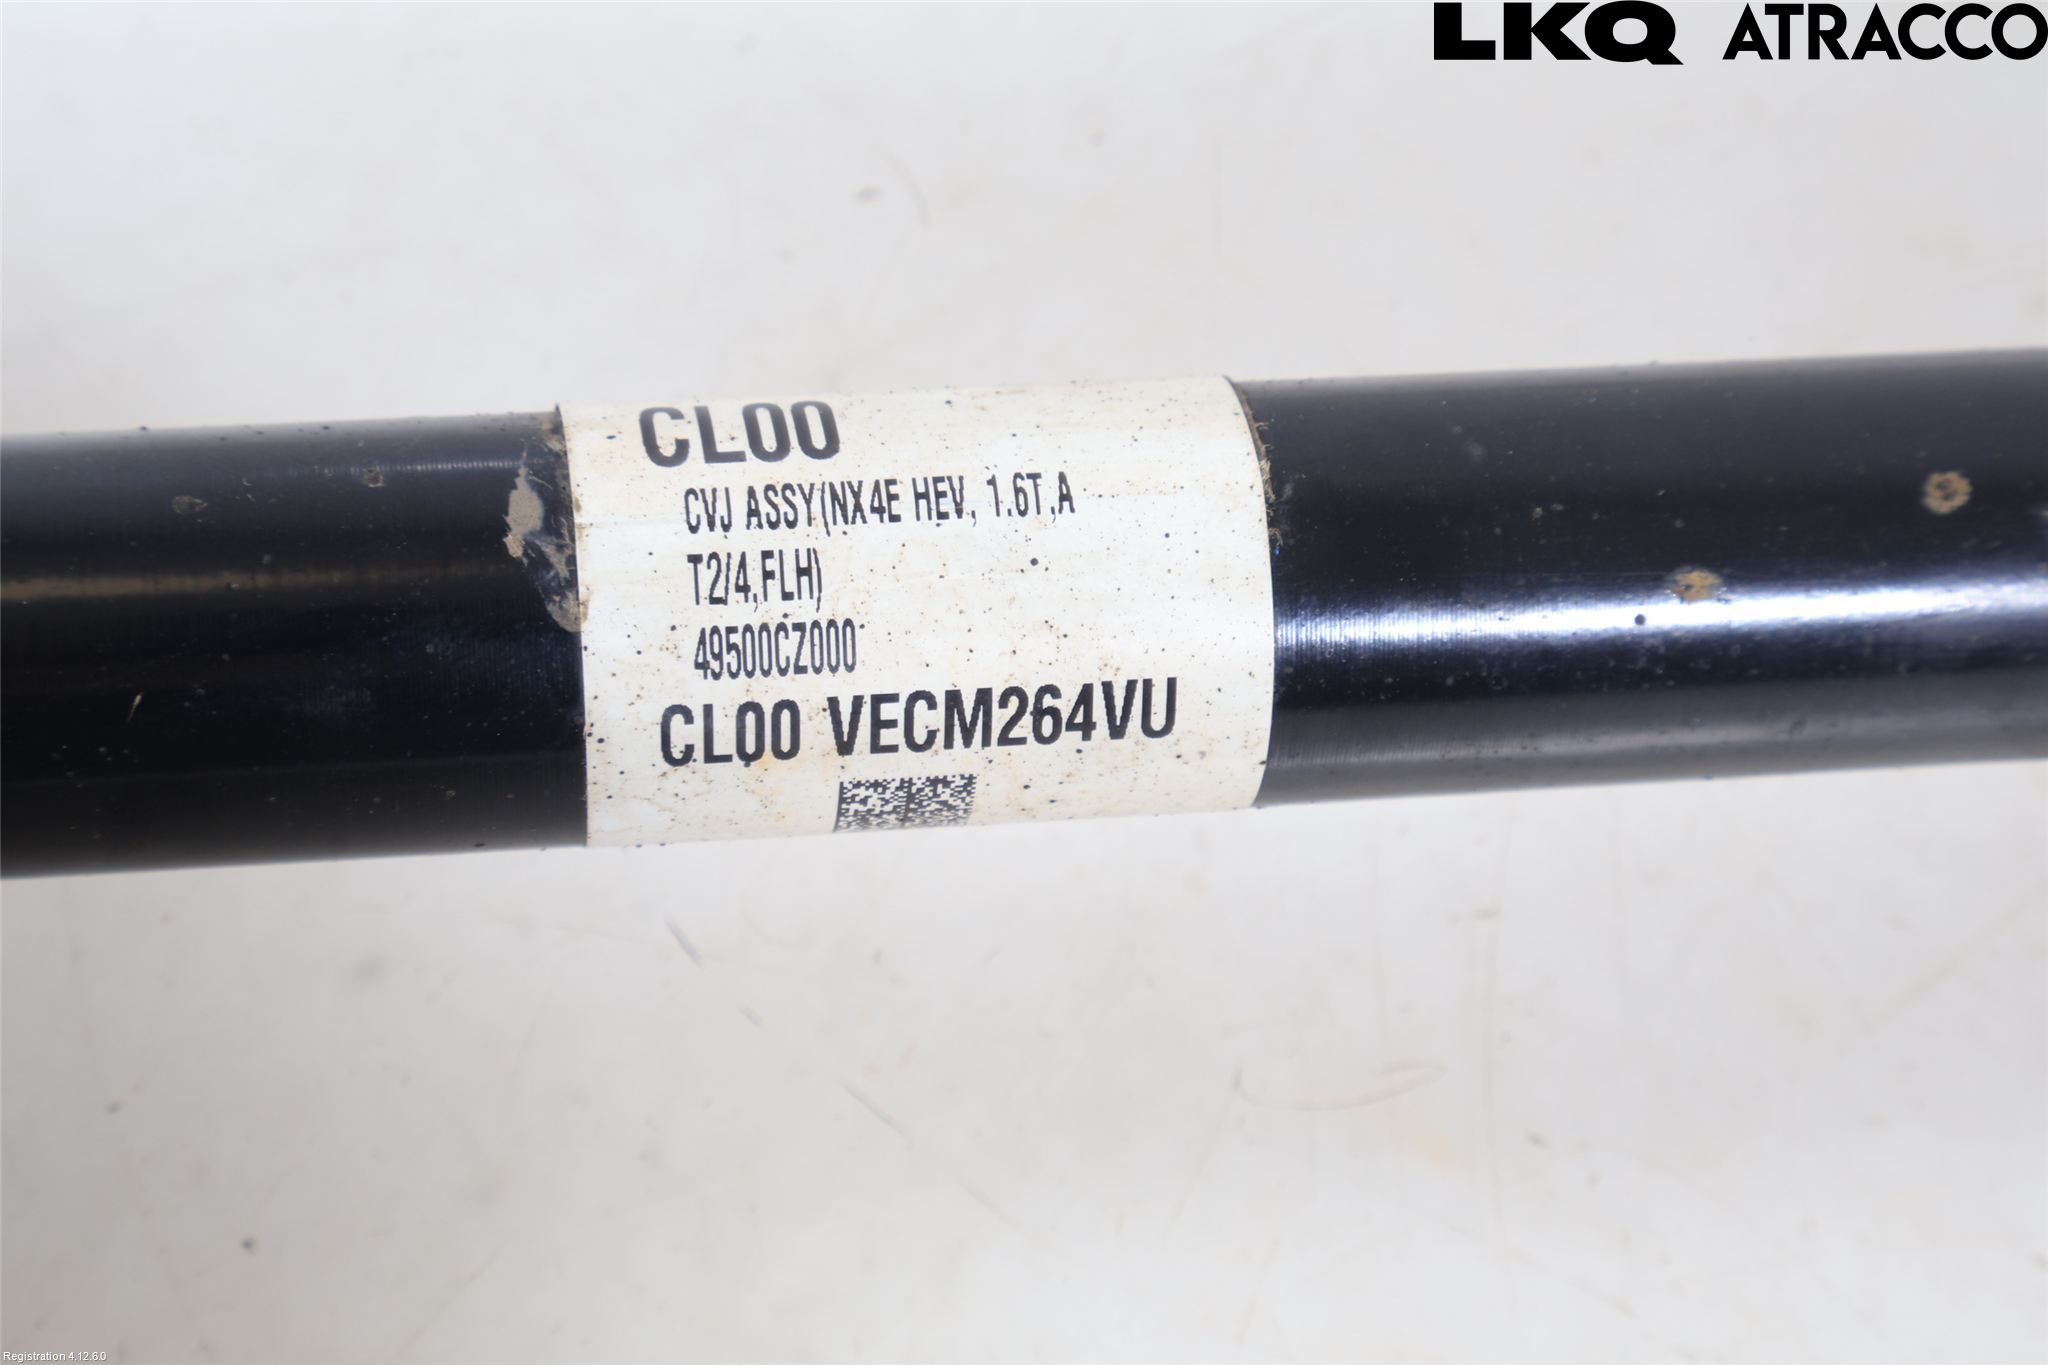 LKQ ATRACCO
CL00
CVJ ASSY(NX4E HEV, 1.6T,A
T2/4,FLH)
49500CZ000
CL00 VECM264VU
Registration 4.12.6.0